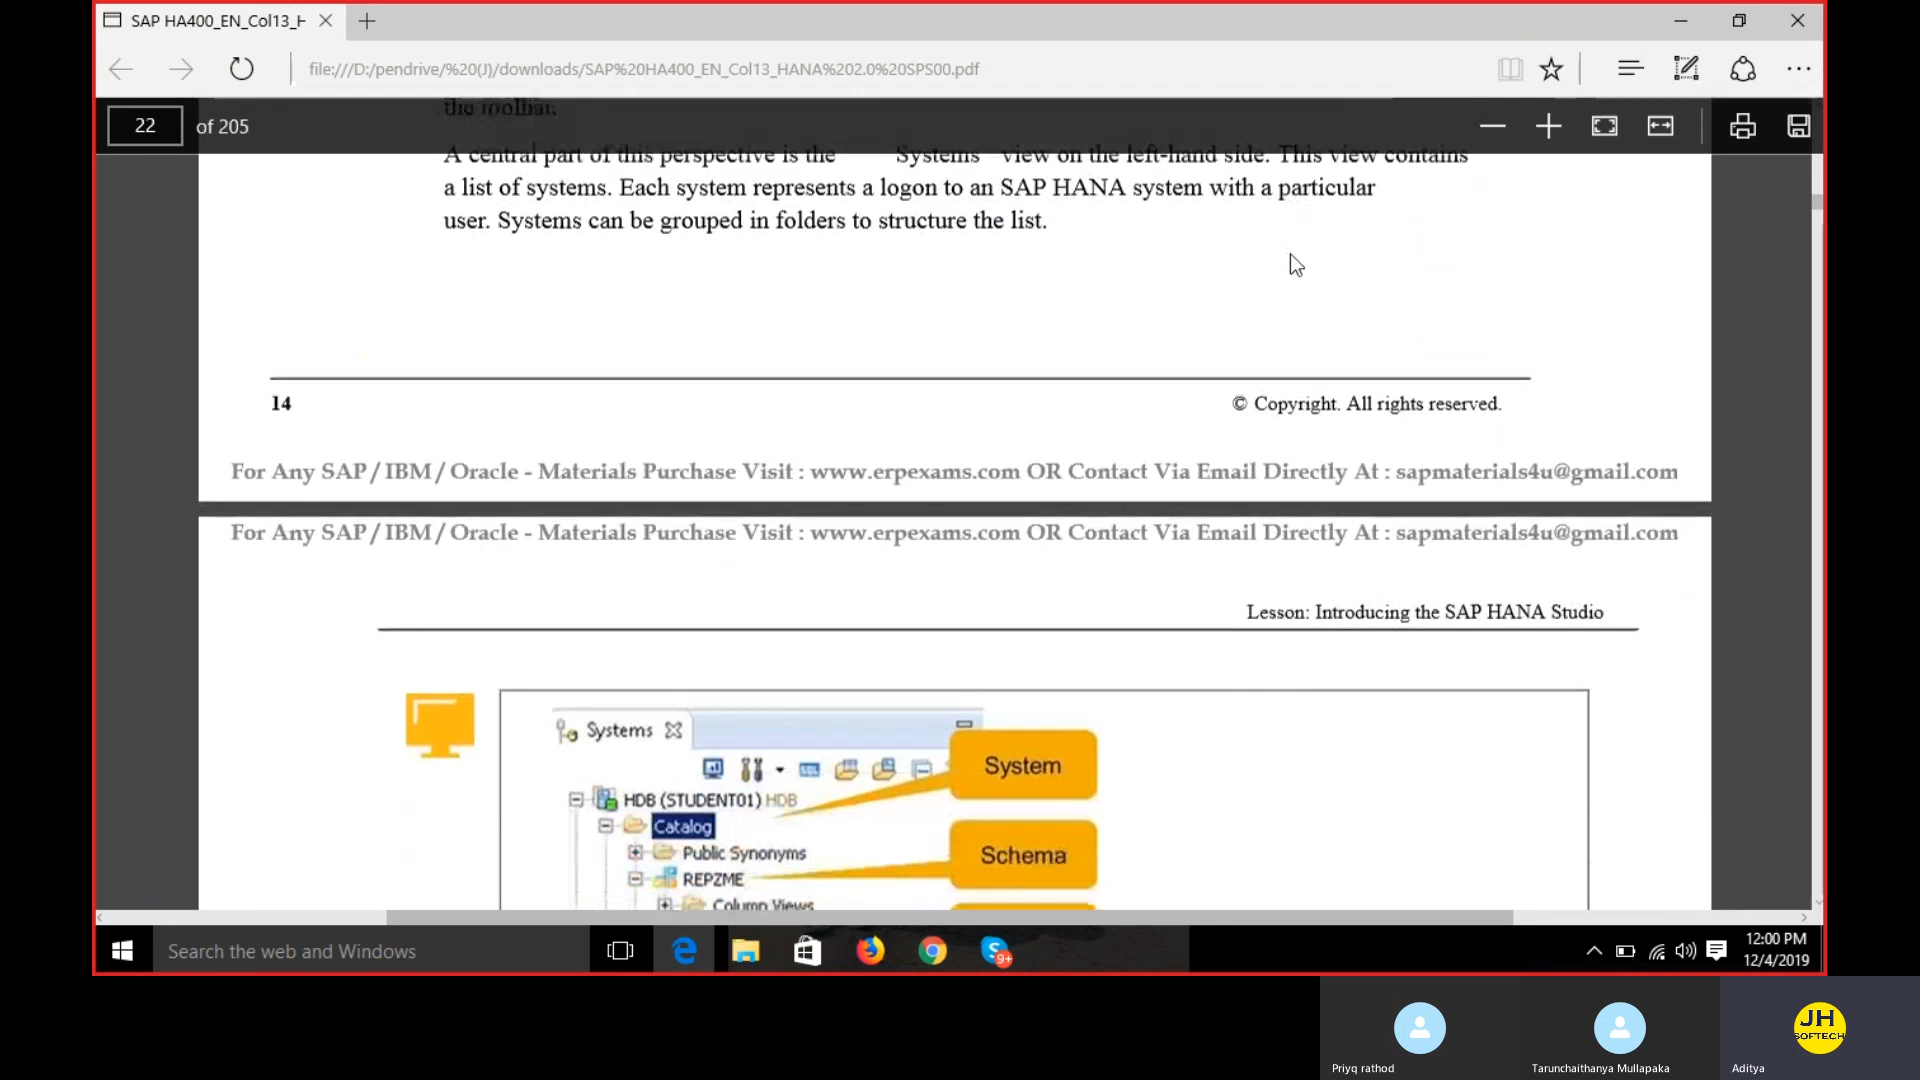 SAP HA400_EN_Col13_H
file:///D:/pendrive/%20(J)/downloads/SAP%20HA400_EN_Col13_HANA%202.0%20SPS00.pdf
22 of 205
the toolbar.
A central part of this perspective is the Systems view on the left-hand side. This view contains
a list of systems. Each system represents a logon to an SAP HANA system with a particular
user. Systems can be grouped in folders to structure the list.
14
© Copyright. All rights reserved.
For Any SAP / IBM / Oracle - Materials Purchase Visit : www.erpexams.com OR Contact Via Email Directly At : sapmaterials4u@gmail.com
For Any SAP / IBM / Oracle - Materials Purchase Visit : www.erpexams.com OR Contact Via Email Directly At : sapmaterials4u@gmail.com
Lesson: Introducing the SAP HANA Studio
Systems
SQL
System
HDB (STUDENT01) HDB
Catalog
Public Synonyms
Schema
REPZME
Column Views
Search the web and Windows
9+
12:00 PM
12/4/2019
JH
SOFTECH
Priyq rathod
Tarunchaithanya Mullapaka
Aditya